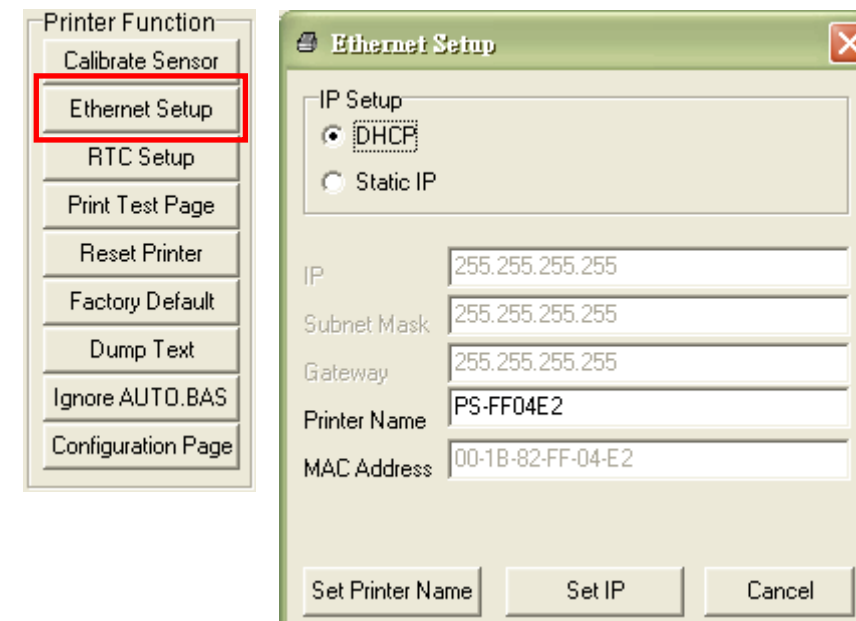 Printer Function
Calibrate Sensor
Ethernet Setup
RTC Setup
Print Test Page
Reset Printer
Factory Default
Dump Text
Ignore AUTO.BAS
Configuration Page
Ethernet Setup
IP Setup
DHCP
Static IP
IP 255.255.255.255
Subnet Mask 255.255.255.255
Gateway 255.255.255.255
Printer Name PS-FF04E2
MAC Address 00-1B-82-FF-04-E2
Set Printer Name Set IP Cancel